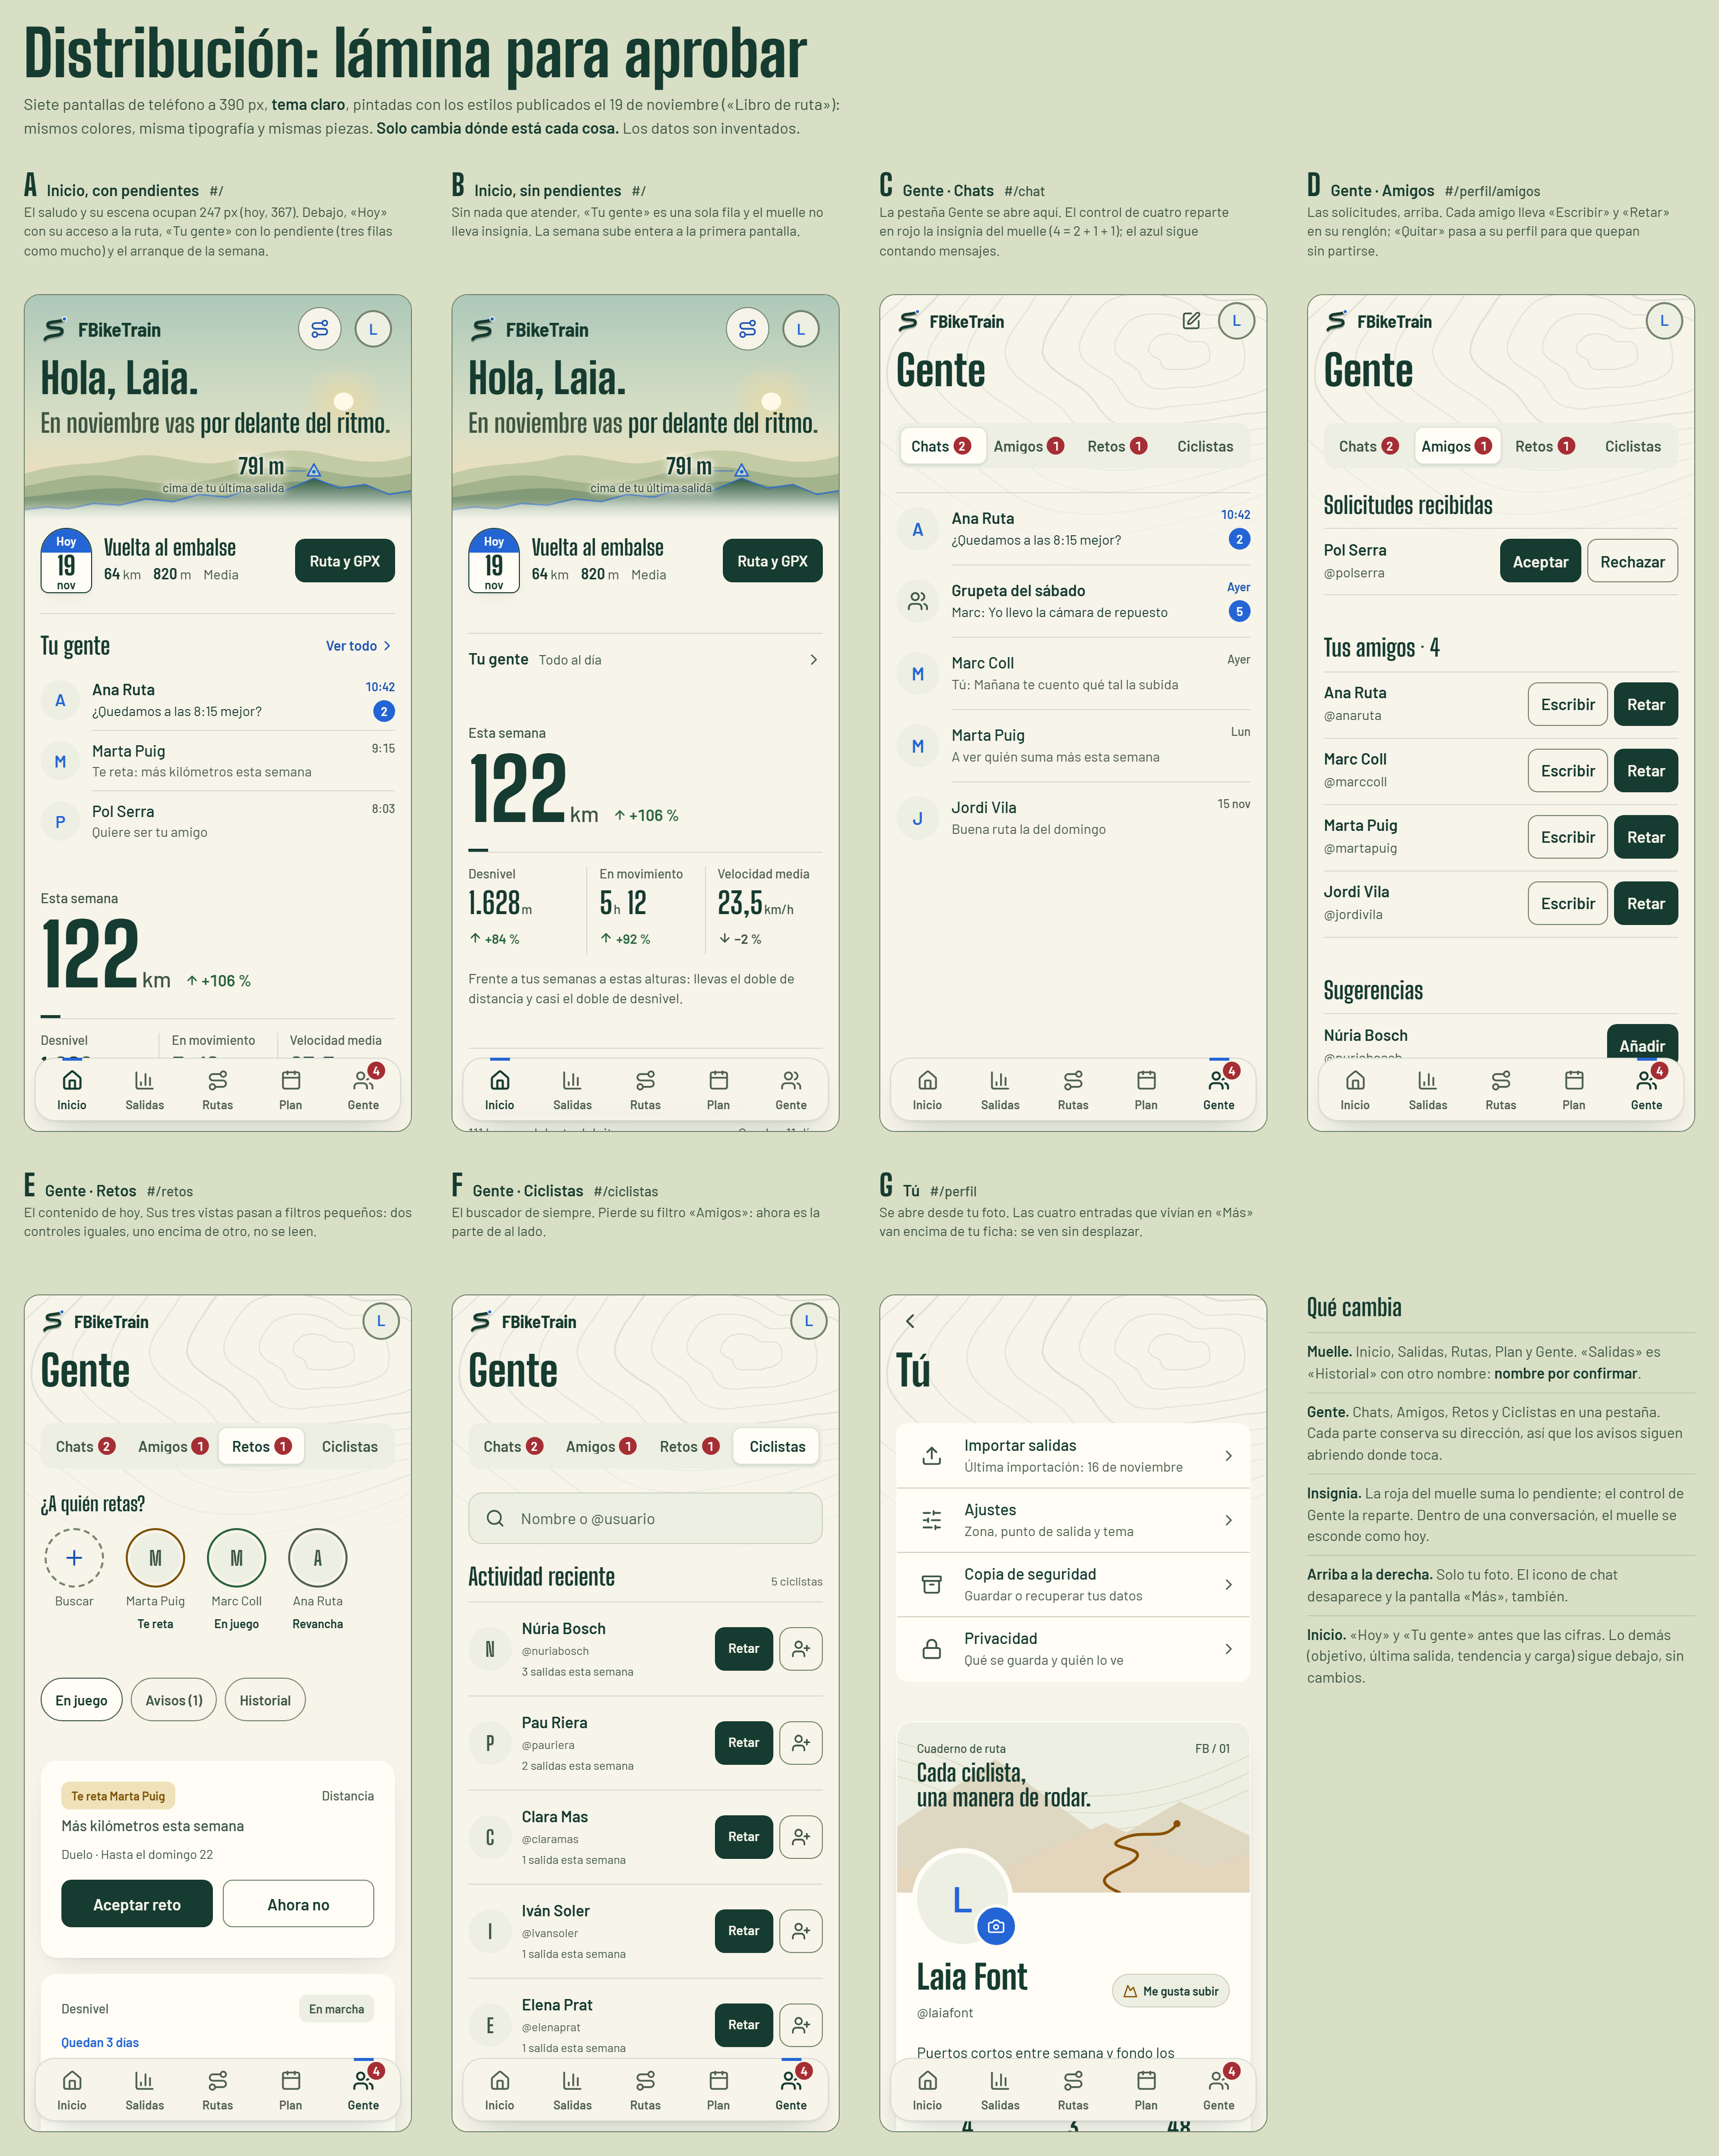 Distribución: lámina para aprobar
Siete pantallas de teléfono a 390 px, tema claro, pintadas con los estilos publicados el 19 de noviembre («Libro de ruta»):
mismos colores, misma tipografía y mismas piezas. Solo cambia dónde está cada cosa. Los datos son inventados.
A Inicio, con pendientes #/
El saludo y su escena ocupan 247 px (hoy, 367). Debajo, «Hoy»
con su acceso a la ruta, «Tu gente» con lo pendiente (tres filas
como mucho) y el arranque de la semana.
FBikeTrain
L
Hola, Laia.
En noviembre vas por delante del ritmo.
791 m
cima de tu última salida
Hoy
19
nov
Vuelta al embalse
64 km 820 m Media
Ruta y GPX
Tu gente
Ver todo
A
Ana Ruta
10:42
¿Quedamos a las 8:15 mejor?
2
M
Marta Puig
9:15
Te reta: más kilómetros esta semana
P
Pol Serra
8:03
Quiere ser tu amigo
Esta semana
122 km
+106 %
Desnivel
En movimiento
Velocidad media
4
Inicio
Salidas
Rutas
Plan
Gente
B Inicio, sin pendientes #/
Sin nada que atender, «Tu gente» es una sola fila y el muelle no
lleva insignia. La semana sube entera a la primera pantalla.
FBikeTrain
L
Hola, Laia.
En noviembre vas por delante del ritmo.
791 m
cima de tu última salida
Hoy
19
nov
Vuelta al embalse
64 km 820 m Media
Ruta y GPX
Tu gente Todo al día
Esta semana
122 km
+106 %
Desnivel
En movimiento
Velocidad media
1.628 m
5 h 12
23,5 km/h
+84 %
+92 %
−2 %
Frente a tus semanas a estas alturas: llevas el doble de
distancia y casi el doble de desnivel.
Inicio
Salidas
Rutas
Plan
Gente
C Gente · Chats #/chat
La pestaña Gente se abre aquí. El control de cuatro reparte
en rojo la insignia del muelle (4 = 2 + 1 + 1); el azul sigue
contando mensajes.
FBikeTrain
L
Gente
Chats 2
Amigos 1
Retos 1
Ciclistas
A
Ana Ruta
10:42
¿Quedamos a las 8:15 mejor?
2
Grupeta del sábado
Ayer
Marc: Yo llevo la cámara de repuesto
5
M
Marc Coll
Ayer
Tú: Mañana te cuento qué tal la subida
M
Marta Puig
Lun
A ver quién suma más esta semana
J
Jordi Vila
15 nov
Buena ruta la del domingo
4
Inicio
Salidas
Rutas
Plan
Gente
D Gente · Amigos #/perfil/amigos
Las solicitudes, arriba. Cada amigo lleva «Escribir» y «Retar»
en su renglón; «Quitar» pasa a su perfil para que quepan
sin partirse.
FBikeTrain
L
Gente
Chats 2
Amigos 1
Retos 1
Ciclistas
Solicitudes recibidas
Pol Serra
@polserra
Aceptar
Rechazar
Tus amigos · 4
Ana Ruta
@anaruta
Escribir
Retar
Marc Coll
@marccoll
Escribir
Retar
Marta Puig
@martapuig
Escribir
Retar
Jordi Vila
@jordivila
Escribir
Retar
Sugerencias
Núria Bosch
@nuriabosch
Añadir
4
Inicio
Salidas
Rutas
Plan
Gente
E Gente · Retos #/retos
El contenido de hoy. Sus tres vistas pasan a filtros pequeños: dos
controles iguales, uno encima de otro, no se leen.
FBikeTrain
L
Gente
Chats 2
Amigos 1
Retos 1
Ciclistas
¿A quién retas?
M
M
A
Buscar
Marta Puig
Marc Coll
Ana Ruta
Te reta
En juego
Revancha
En juego
Avisos (1)
Historial
Te reta Marta Puig
Distancia
Más kilómetros esta semana
Duelo · Hasta el domingo 22
Aceptar reto
Ahora no
Desnivel
En marcha
Quedan 3 días
4
Inicio
Salidas
Rutas
Plan
Gente
F Gente · Ciclistas #/ciclistas
El buscador de siempre. Pierde su filtro «Amigos»: ahora es la
parte de al lado.
FBikeTrain
L
Gente
Chats 2
Amigos 1
Retos 1
Ciclistas
Nombre o @usuario
Actividad reciente
5 ciclistas
N
Núria Bosch
@nuriabosch
3 salidas esta semana
Retar
P
Pau Riera
@pauriera
2 salidas esta semana
Retar
C
Clara Mas
@claramas
1 salida esta semana
Retar
I
Iván Soler
@ivansoler
1 salida esta semana
Retar
E
Elena Prat
@elenaprat
1 salida esta semana
Retar
4
Inicio
Salidas
Rutas
Plan
Gente
G Tú #/perfil
Se abre desde tu foto. Las cuatro entradas que vivían en «Más»
van encima de tu ficha: se ven sin desplazar.
Tú
Importar salidas
Última importación: 16 de noviembre
Ajustes
Zona, punto de salida y tema
Copia de seguridad
Guardar o recuperar tus datos
Privacidad
Qué se guarda y quién lo ve
Cuaderno de ruta
FB / 01
Cada ciclista,
una manera de rodar.
L
Laia Font
Me gusta subir
@laiafont
Puertos cortos entre semana y fondo los
4
Inicio
Salidas
Rutas
Plan
Gente
4
3
48
Qué cambia
Muelle. Inicio, Salidas, Rutas, Plan y Gente. «Salidas» es
«Historial» con otro nombre: nombre por confirmar.
Gente. Chats, Amigos, Retos y Ciclistas en una pestaña.
Cada parte conserva su dirección, así que los avisos siguen
abriendo donde toca.
Insignia. La roja del muelle suma lo pendiente; el control de
Gente la reparte. Dentro de una conversación, el muelle se
esconde como hoy.
Arriba a la derecha. Solo tu foto. El icono de chat
desaparece y la pantalla «Más», también.
Inicio. «Hoy» y «Tu gente» antes que las cifras. Lo demás
(objetivo, última salida, tendencia y carga) sigue debajo, sin
cambios.